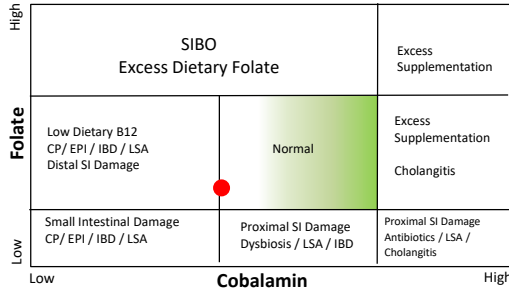 High
SIBO
Excess Dietary Folate
Excess
Supplementation
Folate
Low Dietary B12
CP/ EPI / IBD / LSA
Distal SI Damage
Normal
Excess
Supplementation
Cholangitis
Small Intestinal Damage
CP/ EPI / IBD / LSA
Proximal SI Damage
Dysbiosis / LSA / IBD
Proximal SI Damage
Antibiotics / LSA /
Cholangitis
Low
Low
Cobalamin
High